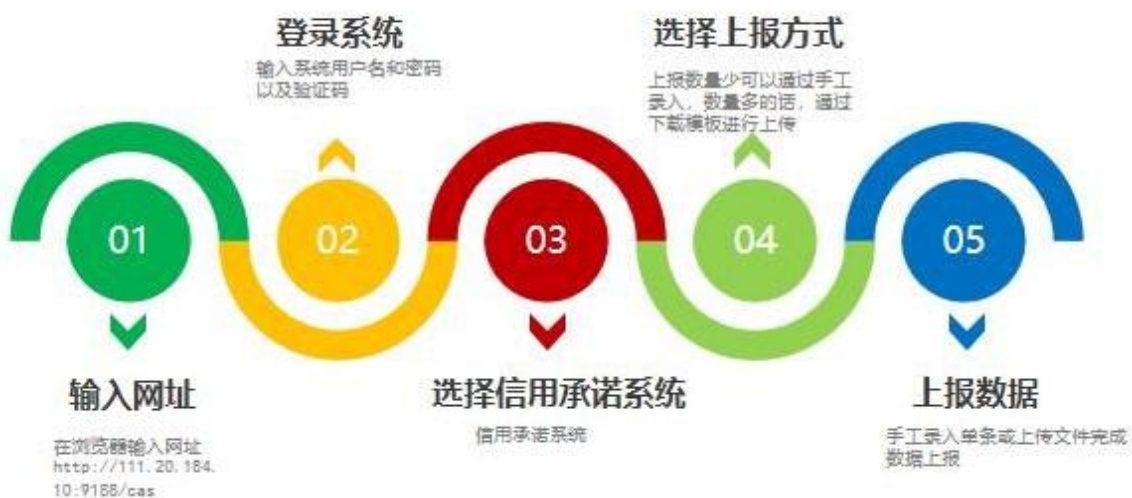 登录系统
输入系统用户名和密码
以及验证码
选择上报方式
上报数量少可以通过手工
录入，数量多的话，通过
下载模板进行上传
01
02
03
04
05
输入网址
在浏览器输入网址
http://111.20.184.
10:9188/cas
选择信用承诺系统
信用承诺系统
上报数据
手工录入单条或上传文件完成
数据上报